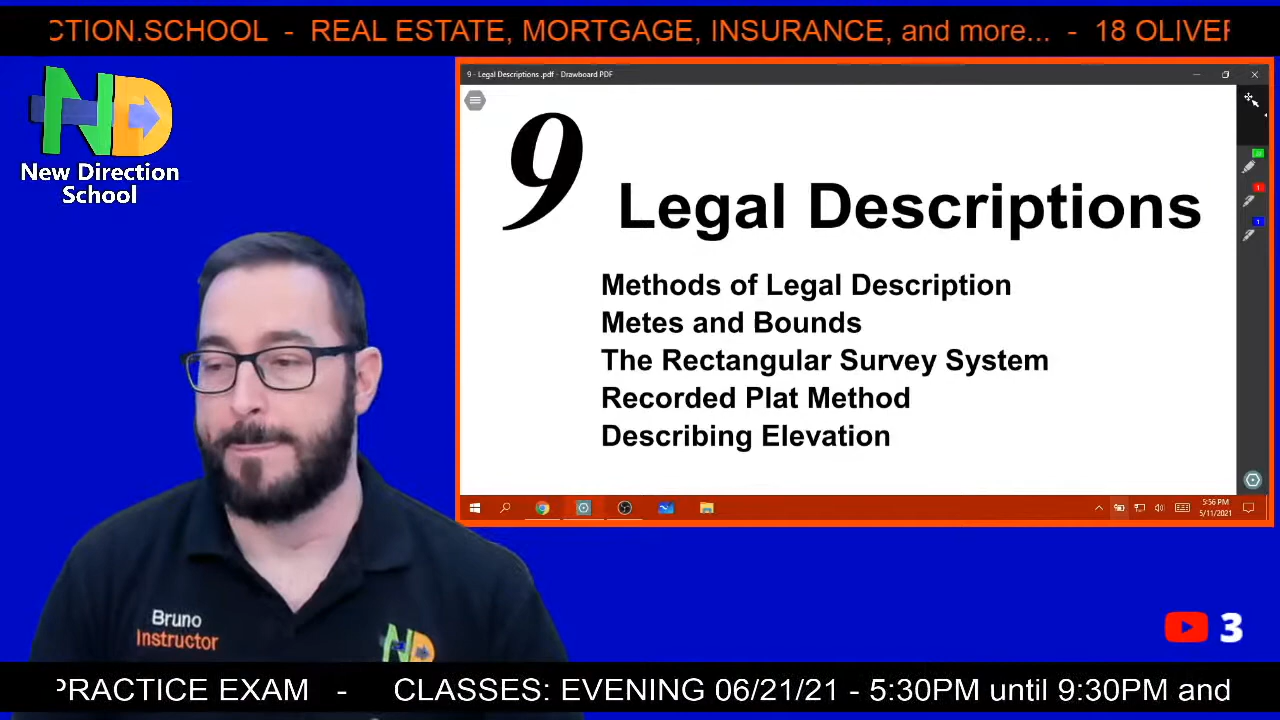 CTION.SCHOOL - REAL ESTATE, MORTGAGE, INSURANCE, and more... - 18 OLIVER
ND
New Direction
School
9 - Legal Descriptions .pdf - Drawboard PDF
9
Legal Descriptions
Methods of Legal Description
Metes and Bounds
The Rectangular Survey System
Recorded Plat Method
Describing Elevation
5:56 PM
5/11/2021
Bruno
Instructor
ND
3
PRACTICE EXAM - CLASSES: EVENING 06/21/21 - 5:30PM until 9:30PM and